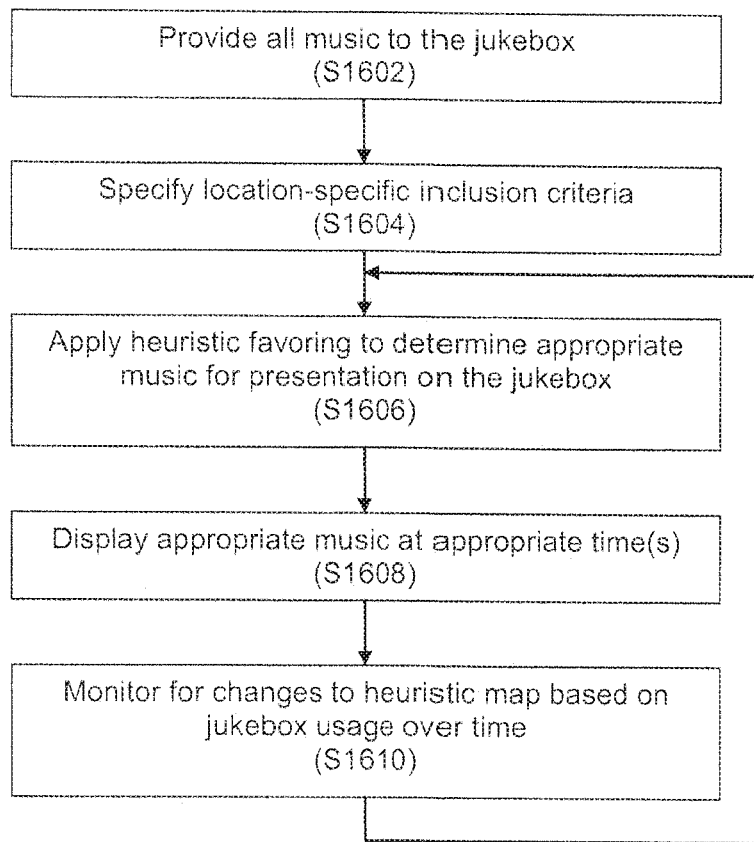 Provide all music to the jukebox
(S1602)
Specify location-specific inclusion criteria
(S1604)
Apply heuristic favoring to determine appropriate
music for presentation on the jukebox
(S1606)
Display appropriate music at appropriate time(s)
(S1608)
Monitor for changes to heuristic map based on
jukebox usage over time
(S1610)